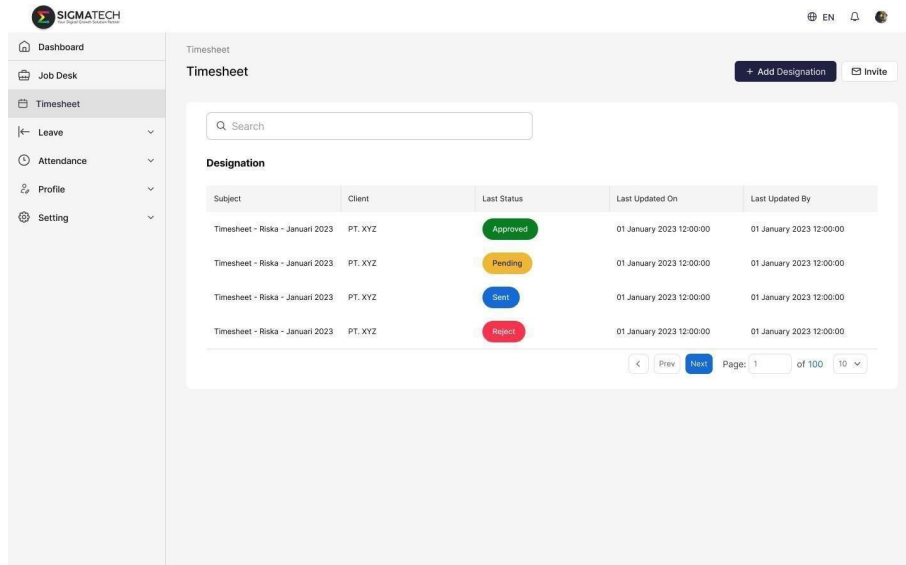 SIGMATECH
Your Digital Growth Solution Partner
EN
Dashboard
Job Desk
Timesheet
Leave
Attendance
Profile
Setting
Timesheet
Timesheet
+ Add Designation
Invite
Search
Designation
Subject Client Last Status Last Updated On Last Updated By
Timesheet - Riska - Januari 2023 PT. XYZ Approved 01 January 2023 12:00:00 01 January 2023 12:00:00
Timesheet - Riska - Januari 2023 PT. XYZ Pending 01 January 2023 12:00:00 01 January 2023 12:00:00
Timesheet - Riska - Januari 2023 PT. XYZ Sent 01 January 2023 12:00:00 01 January 2023 12:00:00
Timesheet - Riska - Januari 2023 PT. XYZ Reject 01 January 2023 12:00:00 01 January 2023 12:00:00
Prev Next Page: 1 of 100 10